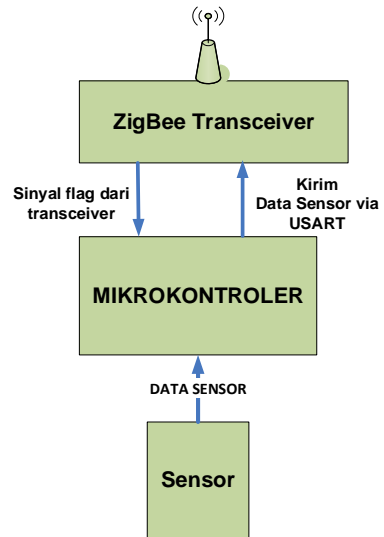 ZigBee Transceiver
Sinyal flag dari
transceiver
Kirim
Data Sensor via
USART
MIKROKONTROLER
DATA SENSOR
Sensor